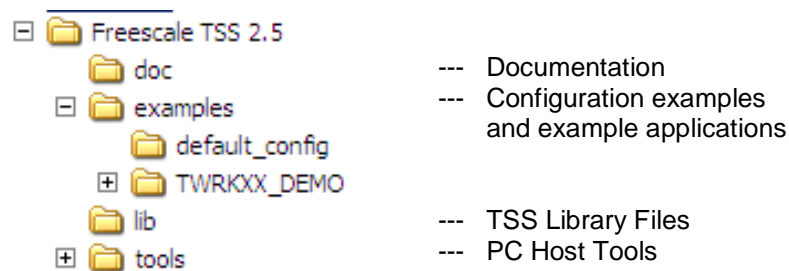 Freescale TSS 2.5
doc --- Documentation
examples --- Configuration examples
and example applications
default_config
TWRKXX_DEMO
lib --- TSS Library Files
tools --- PC Host Tools